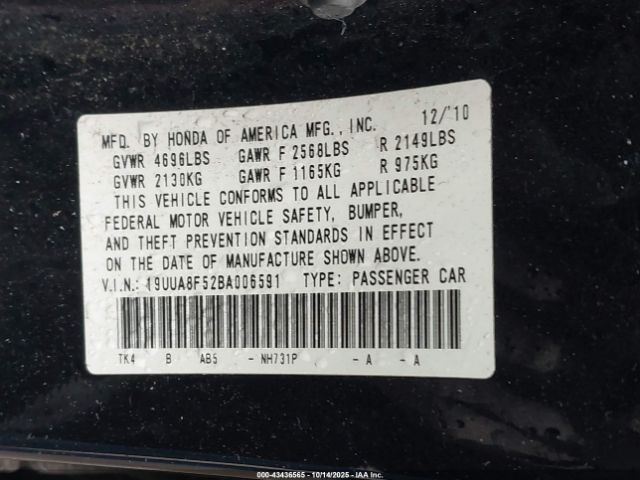 MFD. BY HONDA OF AMERICA MFG., INC. 12/'10
GVWR 4696LBS GAWR F 2568LBS R 2149LBS
GVWR 2130KG GAWR F 1165KG R 975KG
THIS VEHICLE CONFORMS TO ALL APPLICABLE
FEDERAL MOTOR VEHICLE SAFETY, BUMPER,
AND THEFT PREVENTION STANDARDS IN EFFECT
ON THE DATE OF MANUFACTURE SHOWN ABOVE.
V.I.N.: 19UUA8F52BA006591 TYPE: PASSENGER CAR
TK4 B AB5 - NH731P - A - A
000-43436565 - 10/14/2025 - IAA Inc.